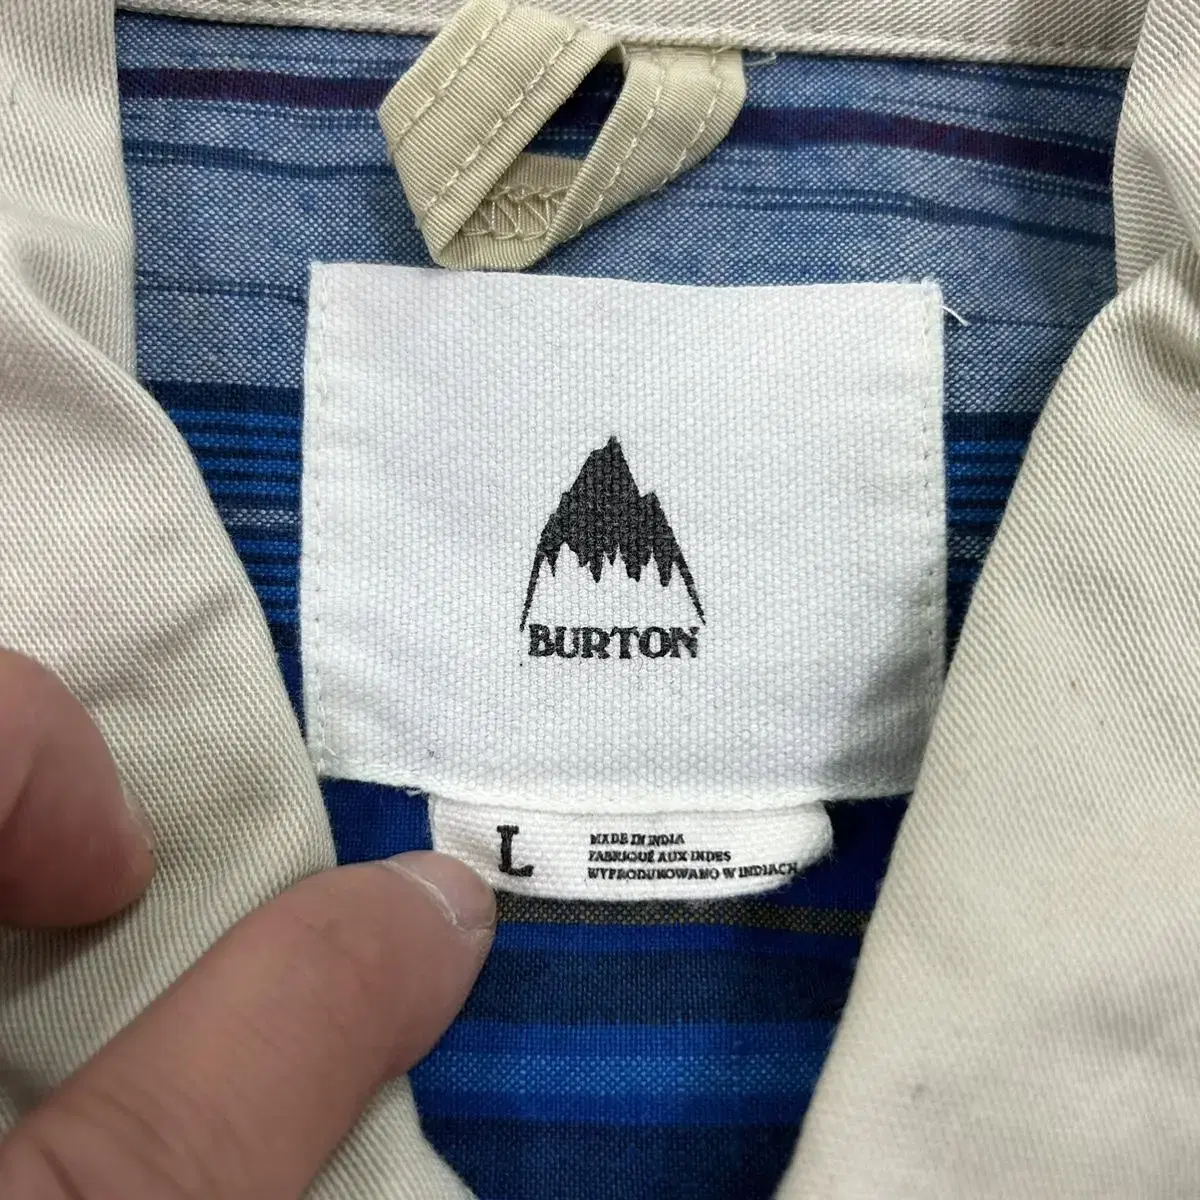 BURTON
L
MADE IN INDIA
FABRIQUÉ AUX INDES
WYPRODUKOWANO W INDIACH